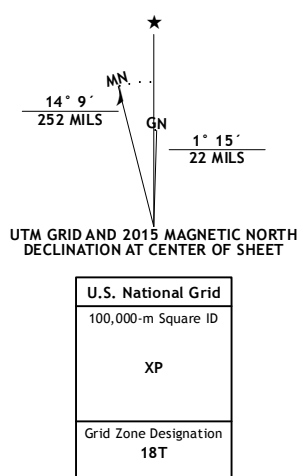 ★
MN
GN
14° 9´
252 MILS
1° 15´
22 MILS
UTM GRID AND 2015 MAGNETIC NORTH
DECLINATION AT CENTER OF SHEET
U.S. National Grid
100,000-m Square ID
XP
Grid Zone Designation
18T